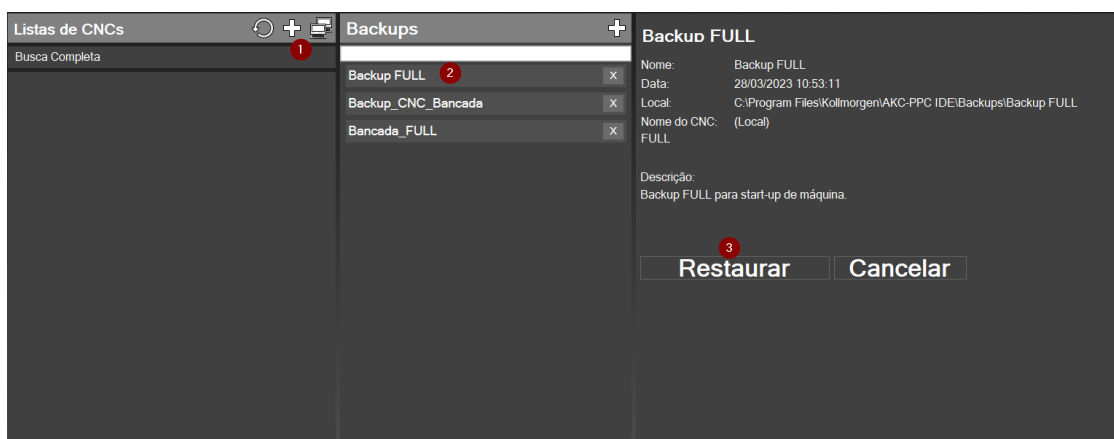 Listas de CNCs
1
Busca Completa
Backups
Backup FULL 2 X
Backup_CNC_Bancada X
Bancada_FULL X
Backup FULL
Nome: Backup FULL
Data: 28/03/2023 10:53:11
Local: C:\Program Files\Kollmorgen\AKC-PPC IDE\Backups\Backup FULL
Nome do CNC: (Local)
FULL
Descrição:
Backup FULL para start-up de máquina.
3
Restaurar Cancelar